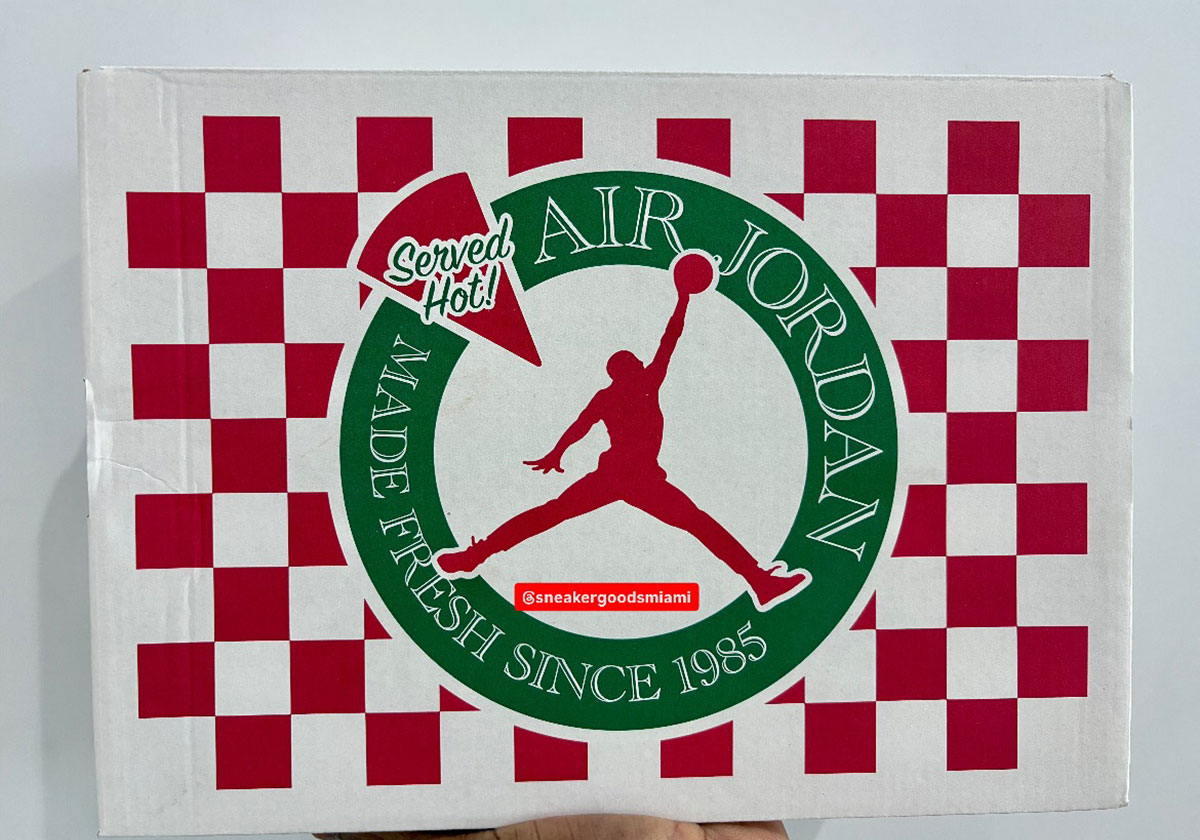 Served
Hot!
AIR JORDAN
MADE FRESH SINCE 1985
@sneakergoodsmiami